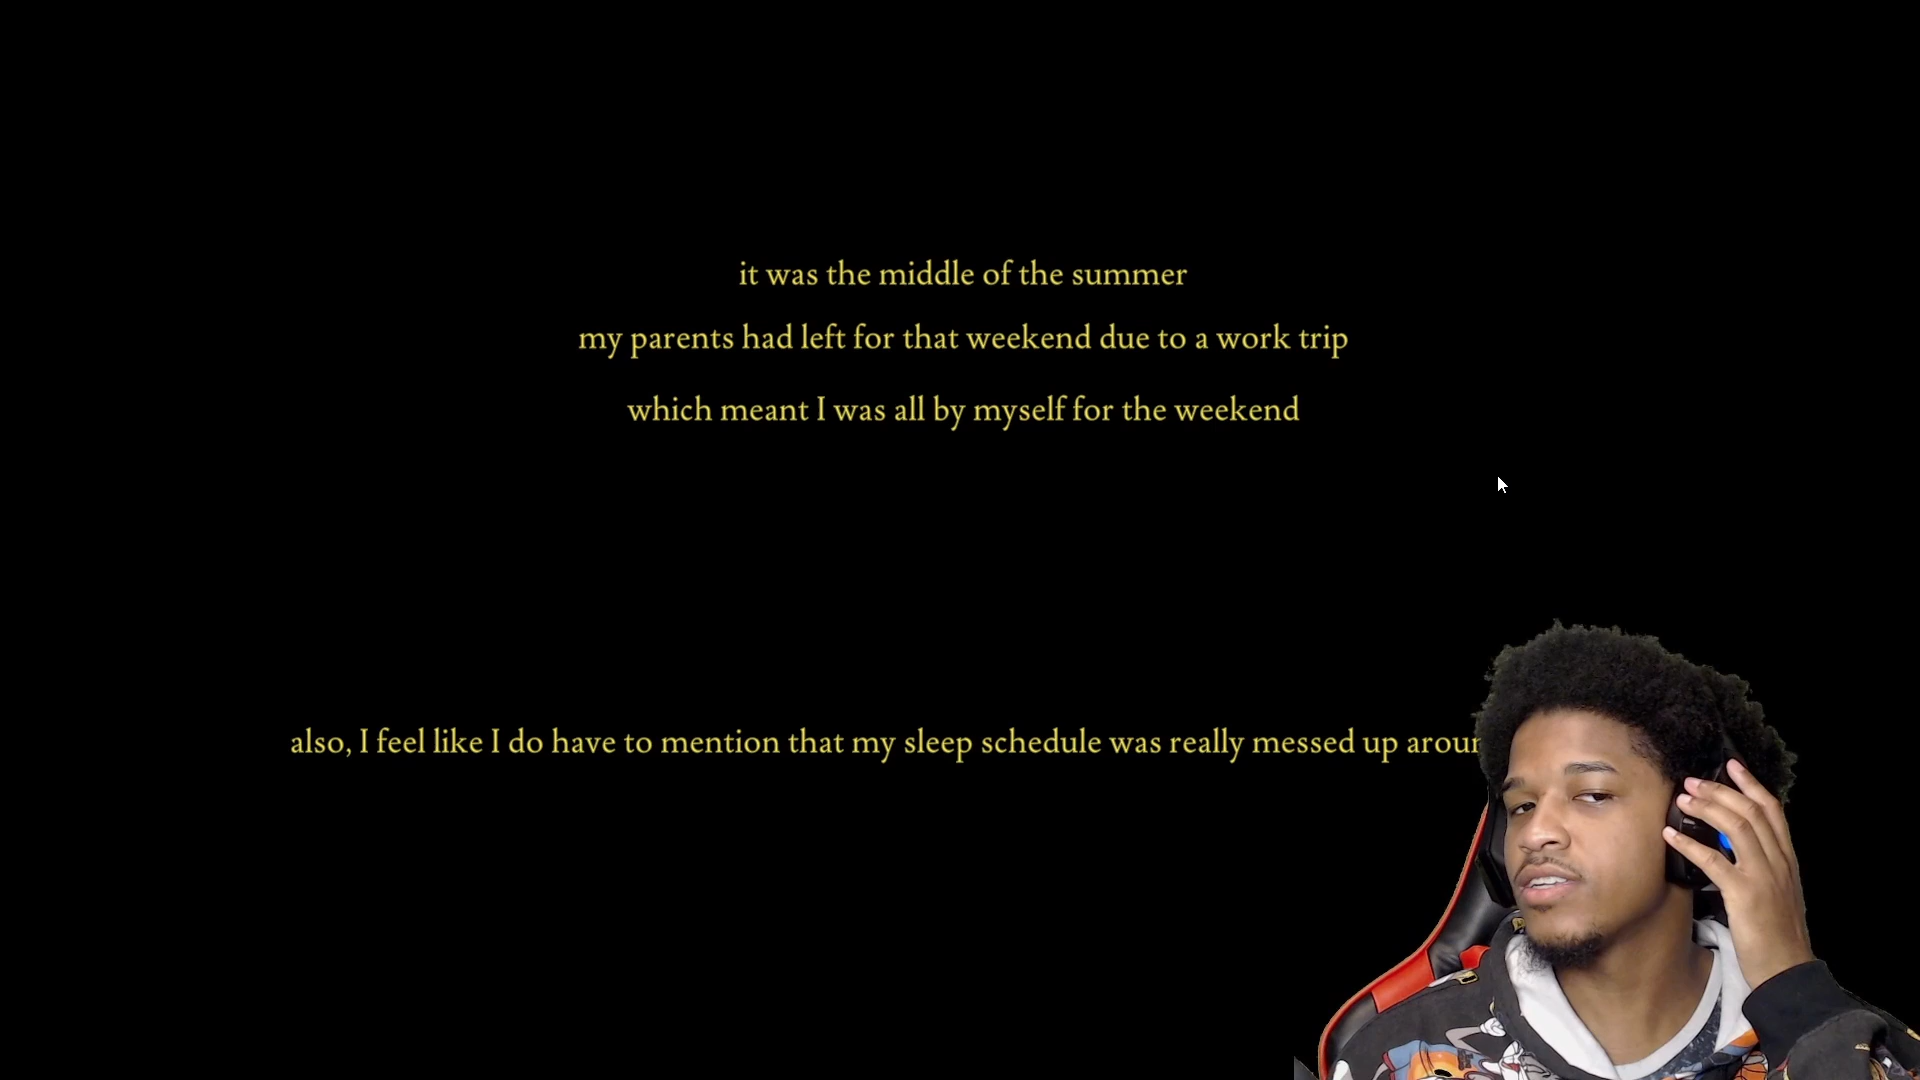 it was the middle of the summer
my parents had left for that weekend due to a work trip
which meant I was all by myself for the weekend
also, I feel like I do have to mention that my sleep schedule was really messed up